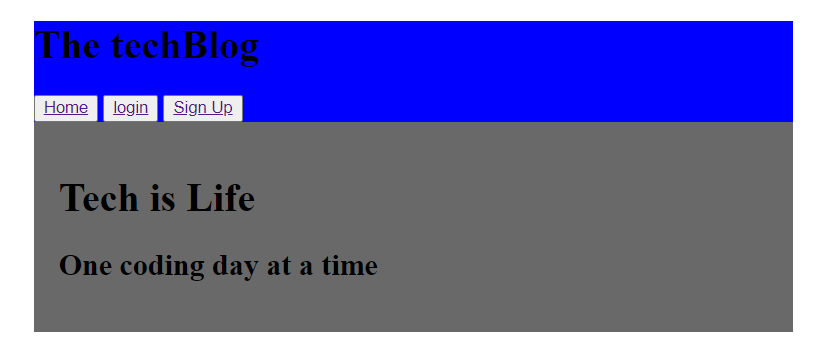 The techBlog
Home login Sign Up
Tech is Life
One coding day at a time